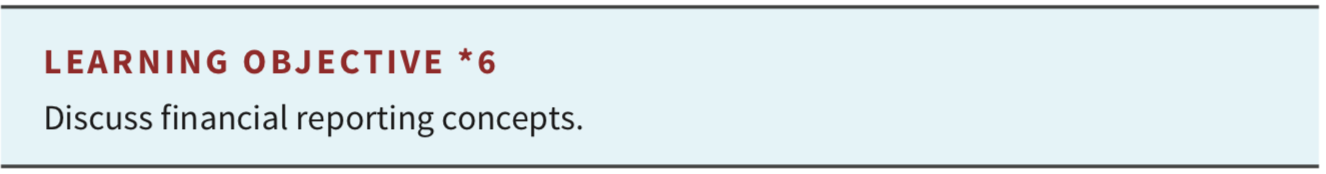 LEARNING OBJECTIVE *6
Discuss financial reporting concepts.